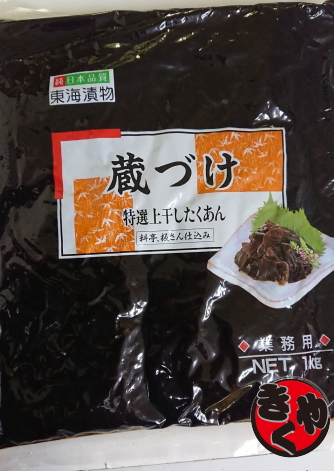 純 日本品質
東海漬物
蔵づけ
特選上干したくあん
料亭、板さん仕込み
業務用
NET 1KG
きくや